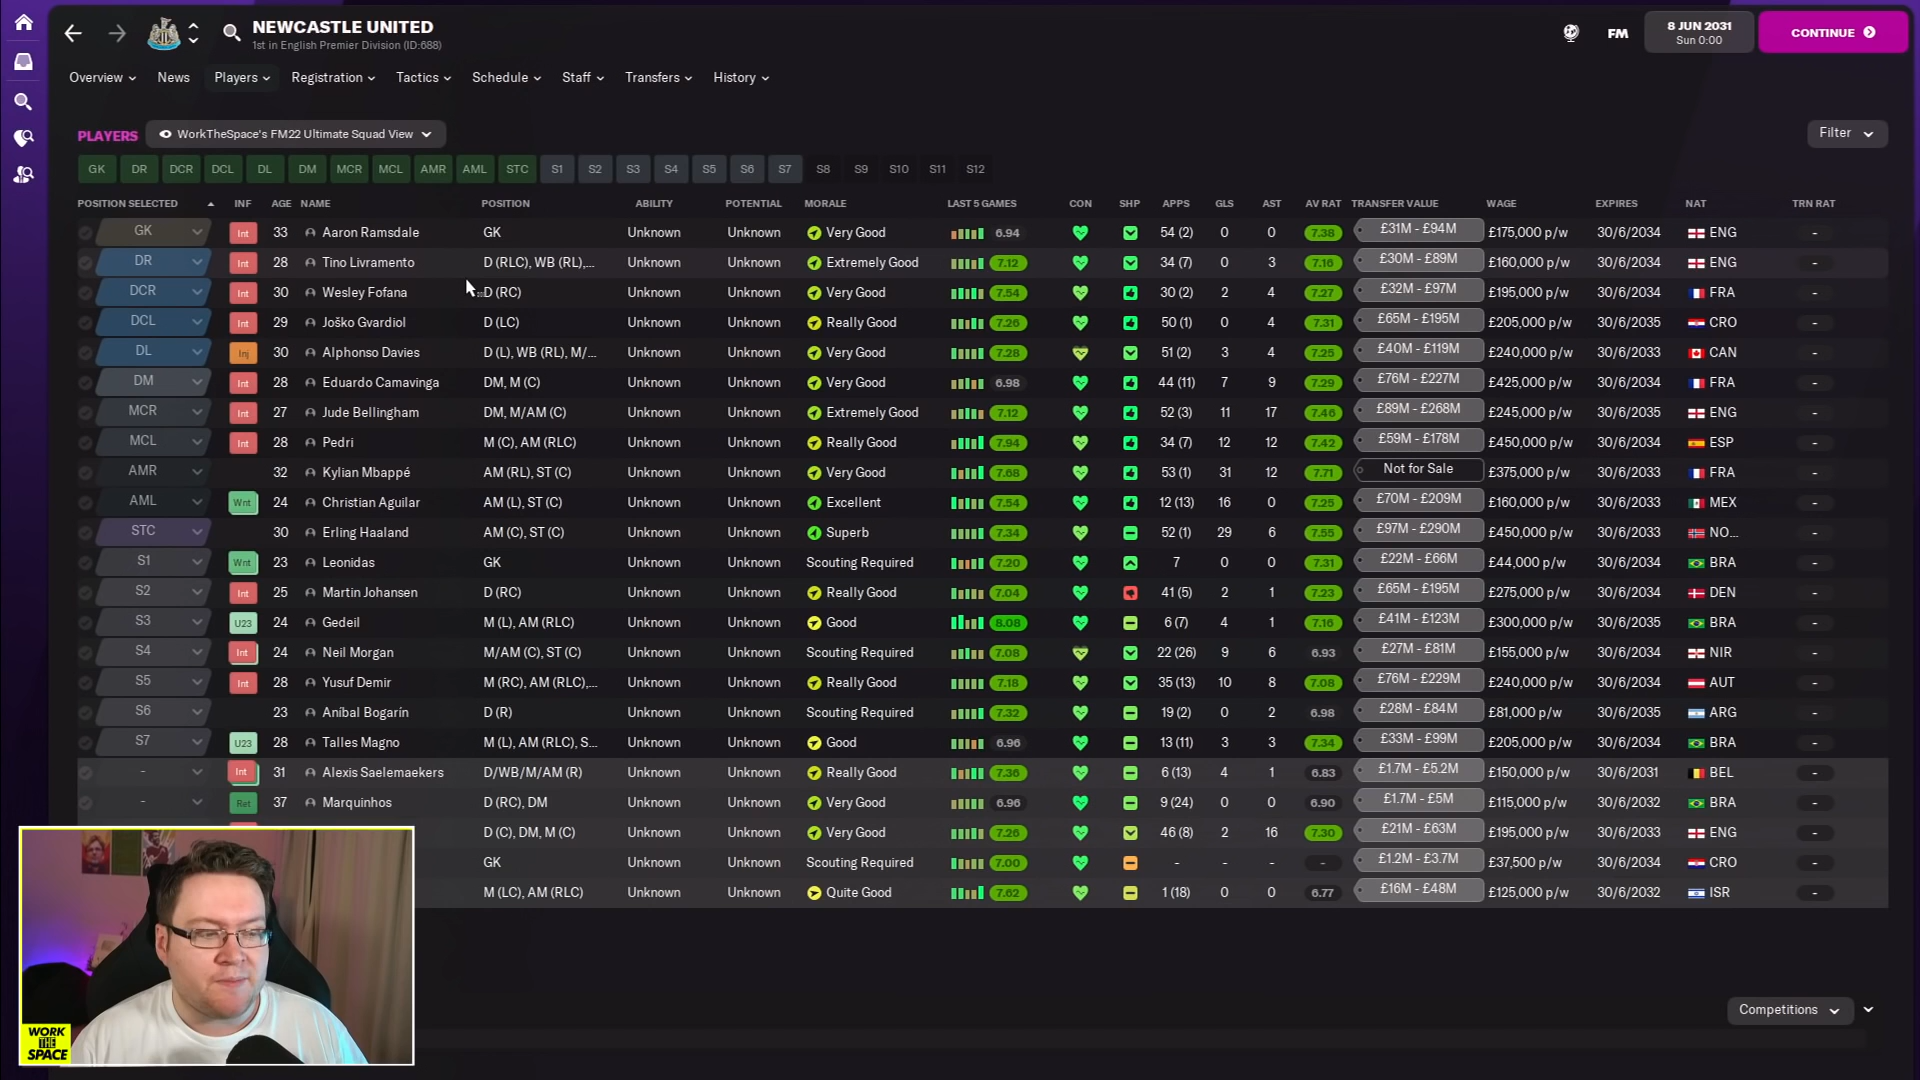 NEWCASTLE UNITED
1st in English Premier Division (ID:688)
FM
8 JUN 2031
Sun 0:00
CONTINUE
Overview
News
Players
Registration
Tactics
Schedule
Staff
Transfers
History
PLAYERS
WorkTheSpace's FM22 Ultimate Squad View
Filter
GK DR DCR DCL DL DM MCR MCL AMR AML STC S1 S2 S3 S4 S5 S6 S7 S8 S9 S10 S11 S12
POSITION SELECTED INF AGE NAME POSITION ABILITY POTENTIAL MORALE LAST 5 GAMES CON SHP APPS GLS AST AV RAT TRANSFER VALUE WAGE EXPIRES NAT TRN RAT
GK Int 33 Aaron Ramsdale GK Unknown Unknown Very Good 6.94 54 (2) 0 0 7.38 £31M - £94M £175,000 p/w 30/6/2034 ENG -
DR Int 28 Tino Livramento D (RLC), WB (RL),... Unknown Unknown Extremely Good 7.12 34 (7) 0 3 7.16 £30M - £89M £160,000 p/w 30/6/2034 ENG -
DCR Int 30 Wesley Fofana D (RC) Unknown Unknown Very Good 7.54 30 (2) 2 4 7.27 £32M - £97M £195,000 p/w 30/6/2034 FRA -
DCL Int 29 Joško Gvardiol D (LC) Unknown Unknown Really Good 7.26 50 (1) 0 4 7.31 £65M - £195M £205,000 p/w 30/6/2035 CRO -
DL Inj 30 Alphonso Davies D (L), WB (RL), M/... Unknown Unknown Very Good 7.28 51 (2) 3 4 7.25 £40M - £119M £240,000 p/w 30/6/2033 CAN -
DM Int 28 Eduardo Camavinga DM, M (C) Unknown Unknown Very Good 6.98 44 (11) 7 9 7.29 £76M - £227M £425,000 p/w 30/6/2034 FRA -
MCR Int 27 Jude Bellingham DM, M/AM (C) Unknown Unknown Extremely Good 7.12 52 (3) 11 17 7.46 £89M - £268M £245,000 p/w 30/6/2035 ENG -
MCL Int 28 Pedri M (C), AM (RLC) Unknown Unknown Really Good 7.94 34 (7) 12 12 7.42 £59M - £178M £450,000 p/w 30/6/2034 ESP -
AMR 32 Kylian Mbappé AM (RL), ST (C) Unknown Unknown Very Good 7.68 53 (1) 31 12 7.71 Not for Sale £375,000 p/w 30/6/2033 FRA -
AML Wnt 24 Christian Aguilar AM (L), ST (C) Unknown Unknown Excellent 7.54 12 (13) 16 0 7.25 £70M - £209M £160,000 p/w 30/6/2033 MEX -
STC 30 Erling Haaland AM (C), ST (C) Unknown Unknown Superb 7.34 52 (1) 29 6 7.55 £97M - £290M £450,000 p/w 30/6/2033 NO... -
S1 Wnt 23 Leonidas GK Unknown Unknown Scouting Required 7.20 7 0 0 7.31 £22M - £66M £44,000 p/w 30/6/2034 BRA -
S2 Int 25 Martin Johansen D (RC) Unknown Unknown Really Good 7.04 41 (5) 2 1 7.23 £65M - £195M £275,000 p/w 30/6/2034 DEN -
S3 U23 24 Gedeil M (L), AM (RLC) Unknown Unknown Good 8.08 6 (7) 4 1 7.16 £41M - £123M £300,000 p/w 30/6/2035 BRA -
S4 Int 24 Neil Morgan M/AM (C), ST (C) Unknown Unknown Scouting Required 7.08 22 (26) 9 6 6.93 £27M - £81M £155,000 p/w 30/6/2034 NIR -
S5 Int 28 Yusuf Demir M (RC), AM (RLC),... Unknown Unknown Really Good 7.18 35 (13) 10 8 7.08 £76M - £229M £240,000 p/w 30/6/2034 AUT -
S6 23 Aníbal Bogarín D (R) Unknown Unknown Scouting Required 7.32 19 (2) 0 2 6.98 £28M - £84M £81,000 p/w 30/6/2035 ARG -
S7 U23 28 Talles Magno M (L), AM (RLC), S... Unknown Unknown Good 6.96 13 (11) 3 3 7.34 £33M - £99M £205,000 p/w 30/6/2034 BRA -
- Int 31 Alexis Saelemaekers D/WB/M/AM (R) Unknown Unknown Really Good 7.36 6 (13) 4 1 6.83 £1.7M - £5.2M £150,000 p/w 30/6/2031 BEL -
- Ret 37 Marquinhos D (RC), DM Unknown Unknown Very Good 6.96 9 (24) 0 0 6.90 £1.7M - £5M £115,000 p/w 30/6/2032 BRA -
D (C), DM, M (C) Unknown Unknown Very Good 7.26 46 (8) 2 16 7.30 £21M - £63M £195,000 p/w 30/6/2033 ENG -
GK Unknown Unknown Scouting Required 7.00 - - - - £1.2M - £3.7M £37,500 p/w 30/6/2034 CRO -
M (LC), AM (RLC) Unknown Unknown Quite Good 7.62 1 (18) 0 0 6.77 £16M - £48M £125,000 p/w 30/6/2032 ISR -
Competitions
WORK
THE
SPACE